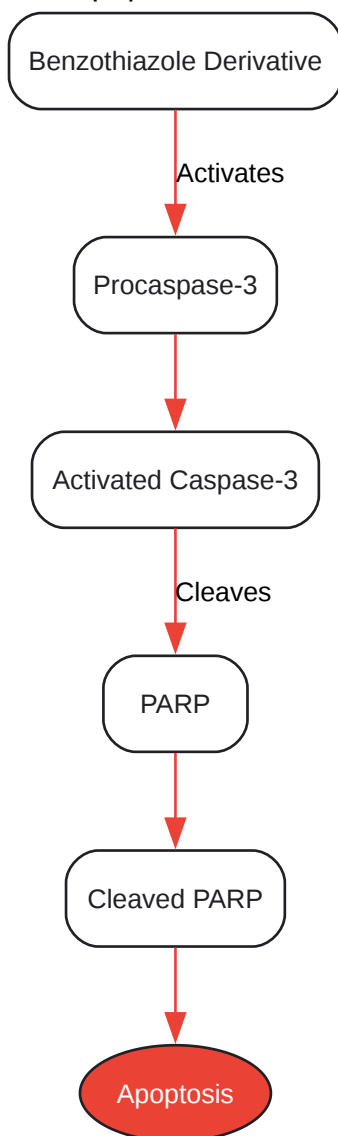 Benzothiazole Derivative
Activates
Procaspase-3
Activated Caspase-3
Cleaves
PARP
Cleaved PARP
Apoptosis